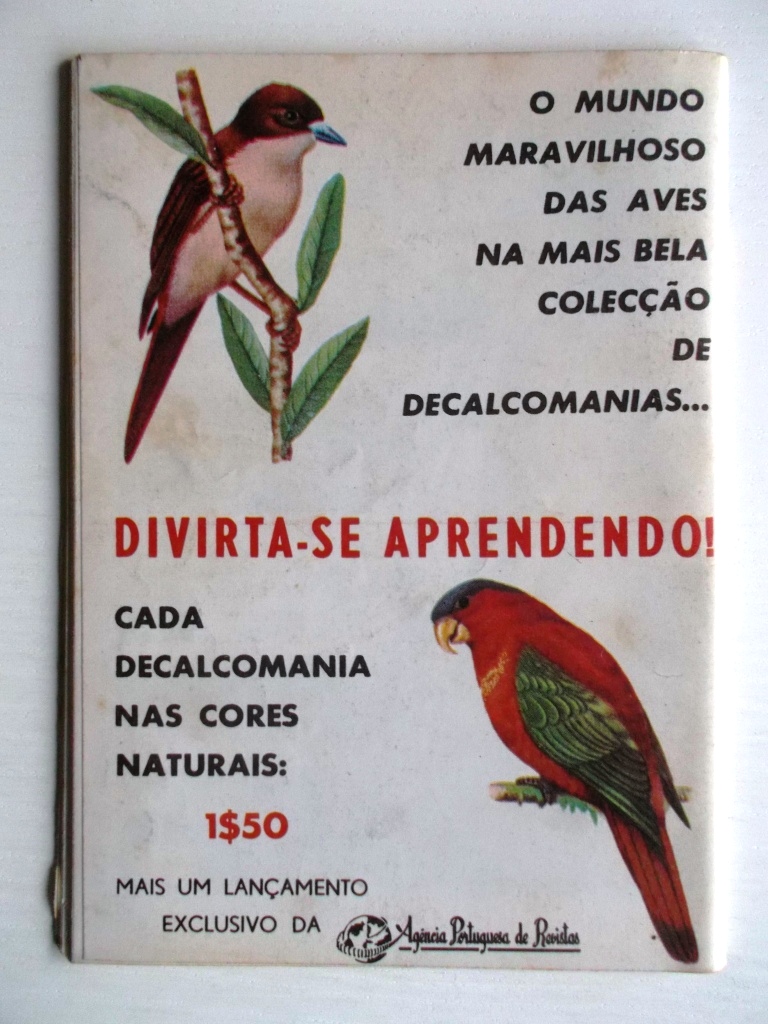 O MUNDO
MARAVILHOSO
DAS AVES
NA MAIS BELA
COLECÇÃO
DE
DECALCOMANIAS...
DIVIRTA-SE APRENDENDO!
CADA
DECALCOMANIA
NAS CORES
NATURAIS:
1$50
MAIS UM LANÇAMENTO
EXCLUSIVO DA Agência Portuguesa de Revistas